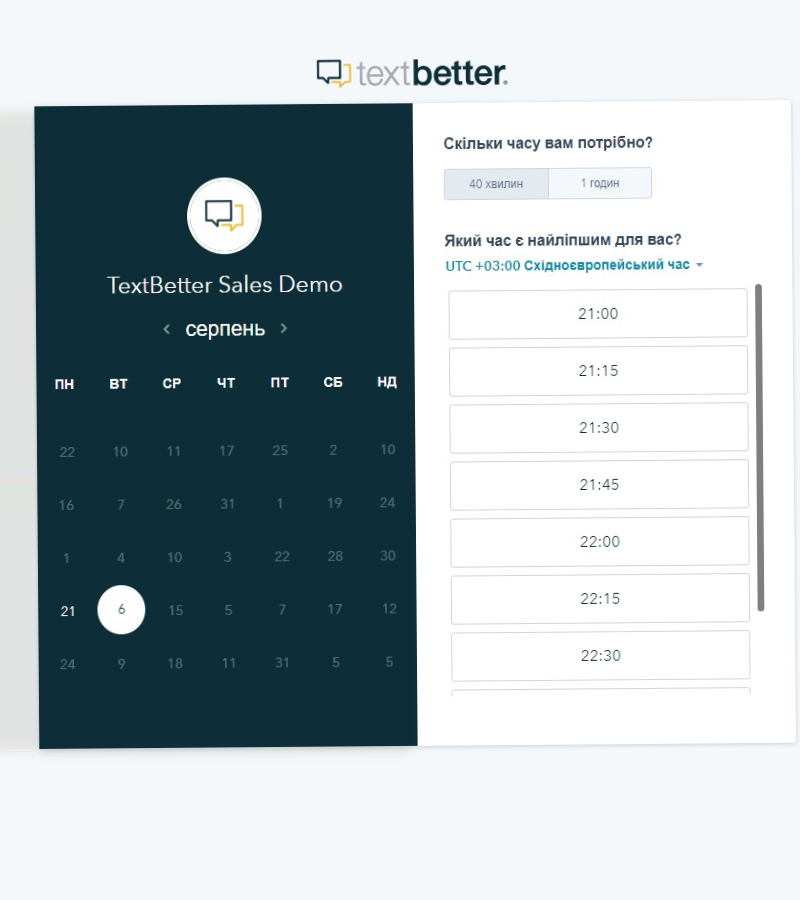 textbetter
TextBetter Sales Demo
серпень
ПН ВТ СР ЧТ ПТ СБ НД
22 10 11 17 25 2 10
16 7 26 31 1 19 24
1 4 10 3 22 28 30
21 6 15 5 7 17 12
24 9 18 11 31 5 5
Скільки часу вам потрібно?
40 хвилин 1 годин
Який час є найліпшим для вас?
UTC +03:00 Східноєвропейський час
21:00
21:15
21:30
21:45
22:00
22:15
22:30